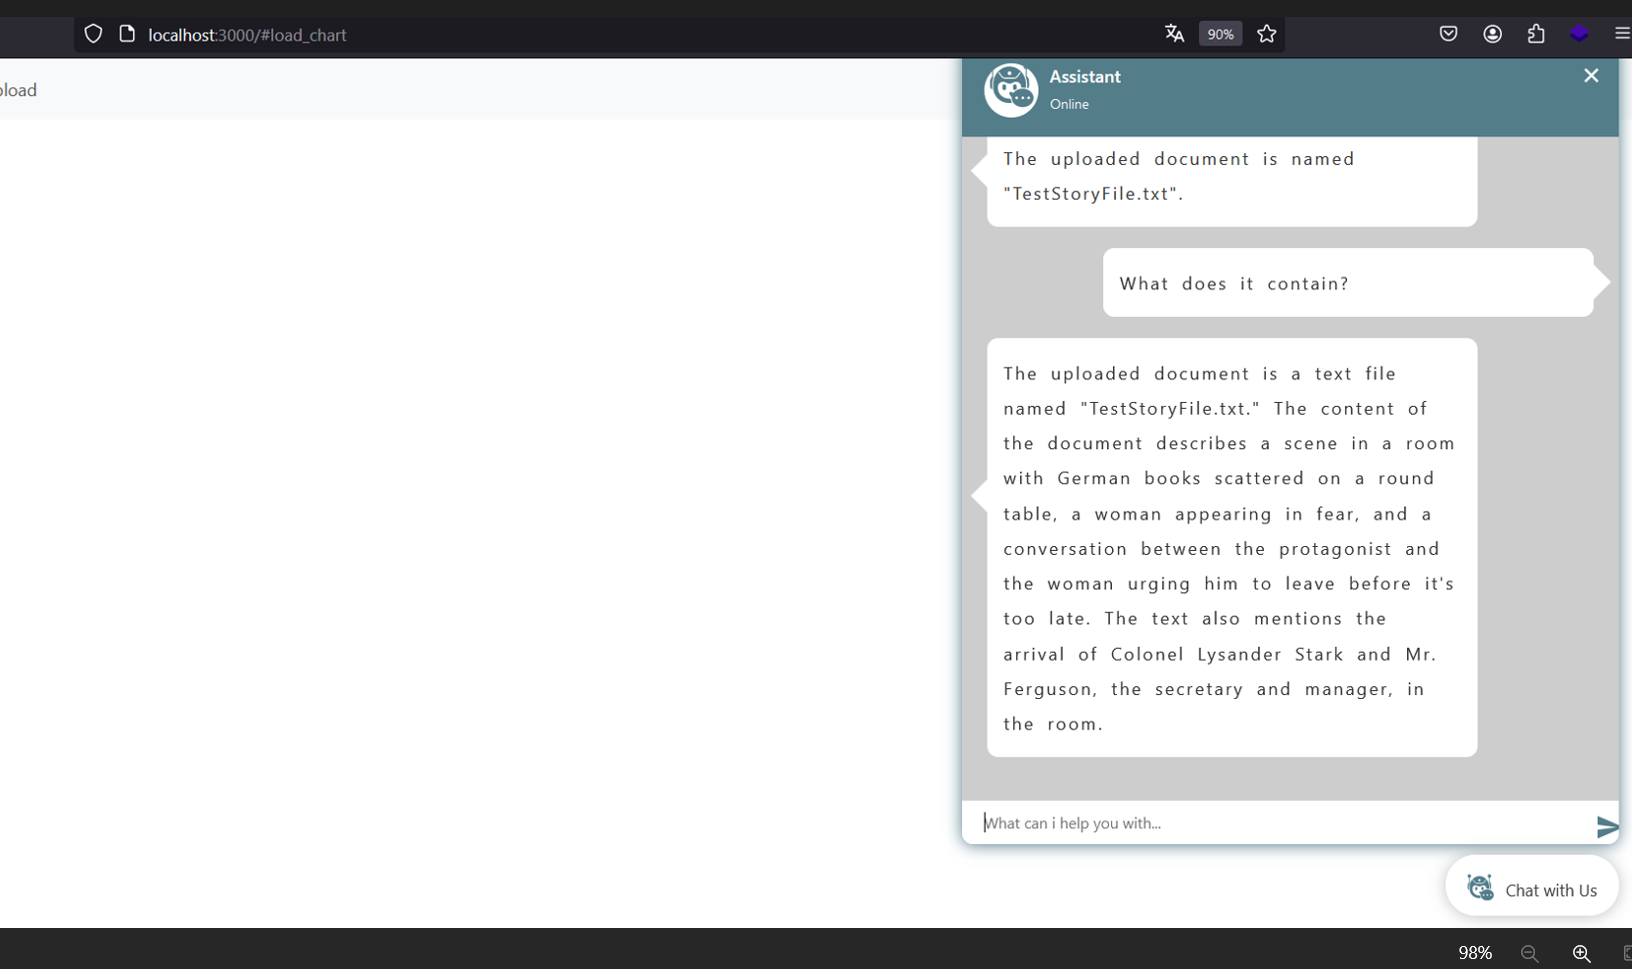 localhost:3000/#load_chart
90%
pload
Assistant
Online
The uploaded document is named
"TestStoryFile.txt".
What does it contain?
The uploaded document is a text file
named "TestStoryFile.txt." The content of
the document describes a scene in a room
with German books scattered on a round
table, a woman appearing in fear, and a
conversation between the protagonist and
the woman urging him to leave before it's
too late. The text also mentions the
arrival of Colonel Lysander Stark and Mr.
Ferguson, the secretary and manager, in
the room.
What can i help you with...
Chat with Us
98%